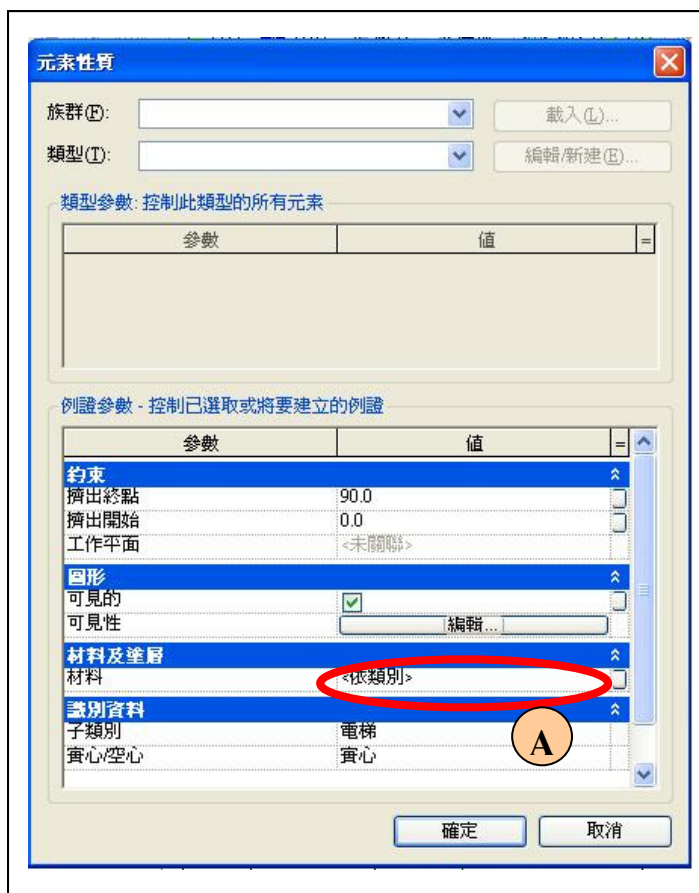 元素性質
族群(F):
載入(L)...
類型(T):
編輯/新建(E)...
類型參數: 控制此類型的所有元素
參數 值 =
例證參數 - 控制已選取或將要建立的例證
參數 值 =
約束
擠出終點 90.0
擠出開始 0.0
工作平面 <未關聯>
圖形
可見的
可見性 編輯...
材料及塗層
材料 <依類別>
識別資料
子類別 電梯
實心/空心 實心
A
確定 取消